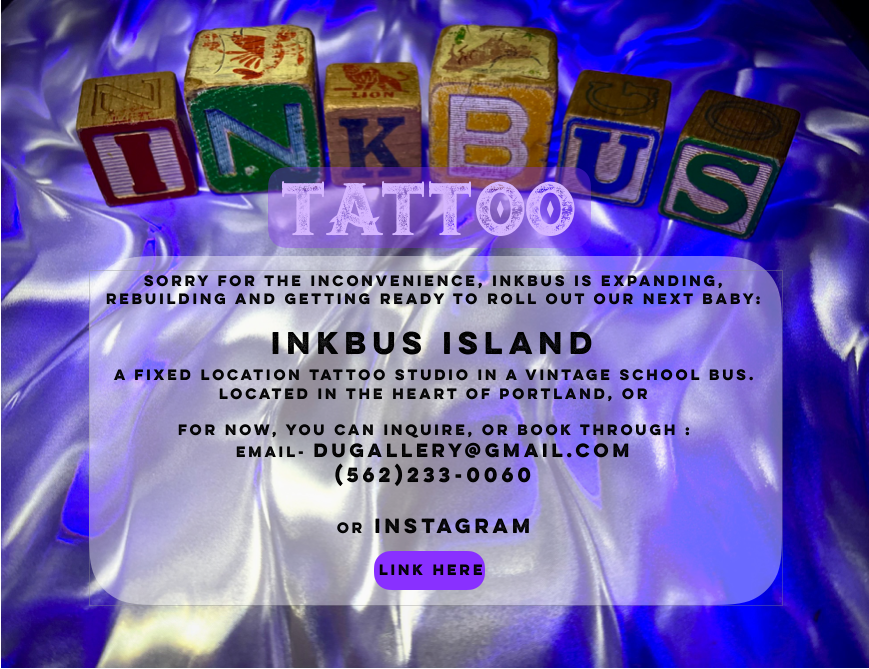 INKBUS
LION
TATTOO
SORRY FOR THE INCONVENIENCE, INKBUS IS EXPANDING,
REBUILDING AND GETTING READY TO ROLL OUT OUR NEXT BABY:
INKBUS ISLAND
A FIXED LOCATION TATTOO STUDIO IN A VINTAGE SCHOOL BUS.
LOCATED IN THE HEART OF PORTLAND, OR
FOR NOW, YOU CAN INQUIRE, OR BOOK THROUGH :
EMAIL- DUGALLERY@GMAIL.COM
(562)233-0060
OR INSTAGRAM
LINK HERE